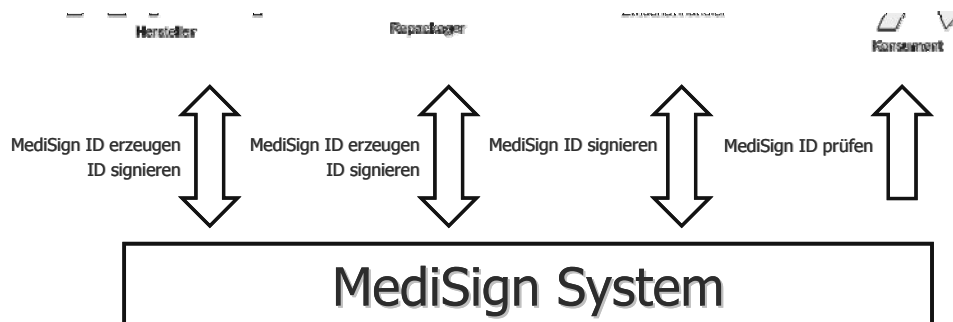 Hersteller
Repackager
Konsument
MediSign ID erzeugen
ID signieren
MediSign ID erzeugen
ID signieren
MediSign ID signieren
MediSign ID prüfen
MediSign System